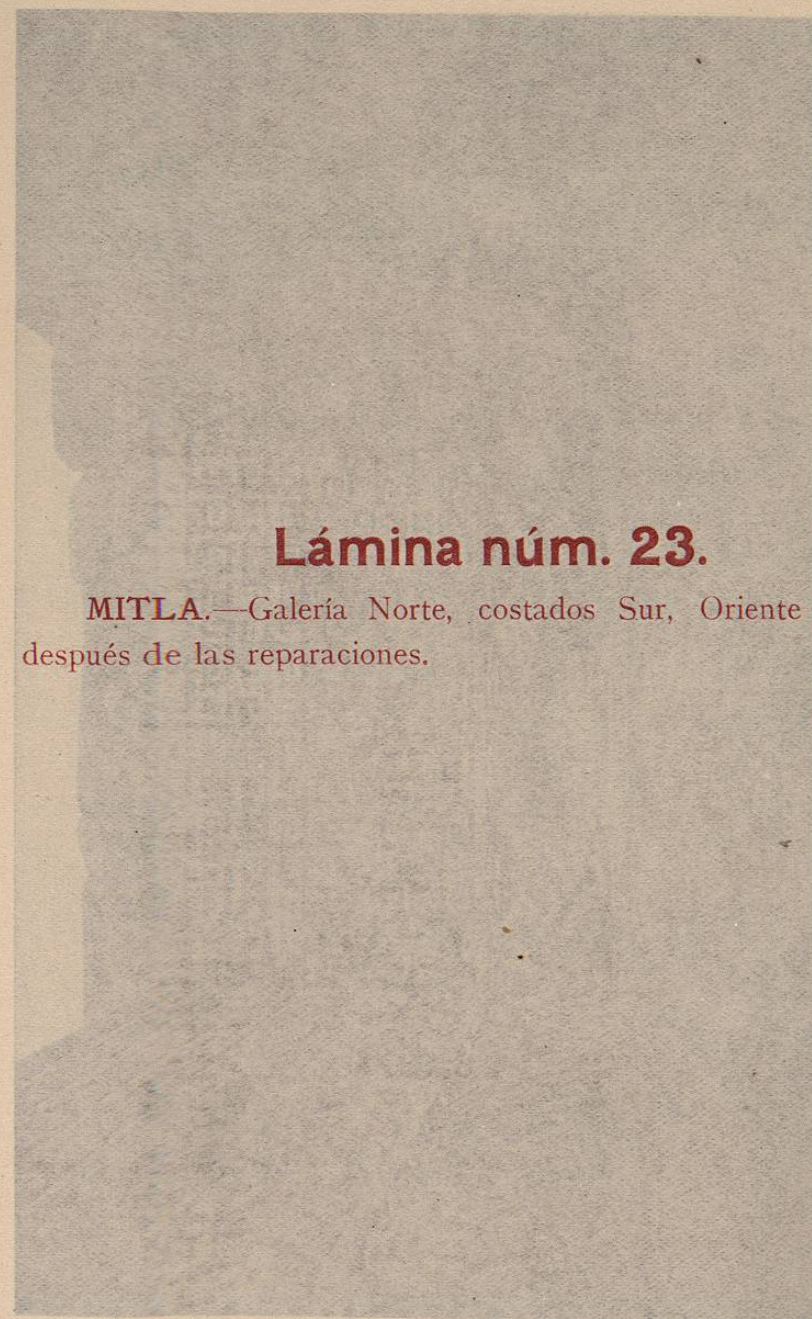 Lámina núm. 23.
MITLA.—Galería Norte, costados Sur, Oriente
después de las reparaciones.